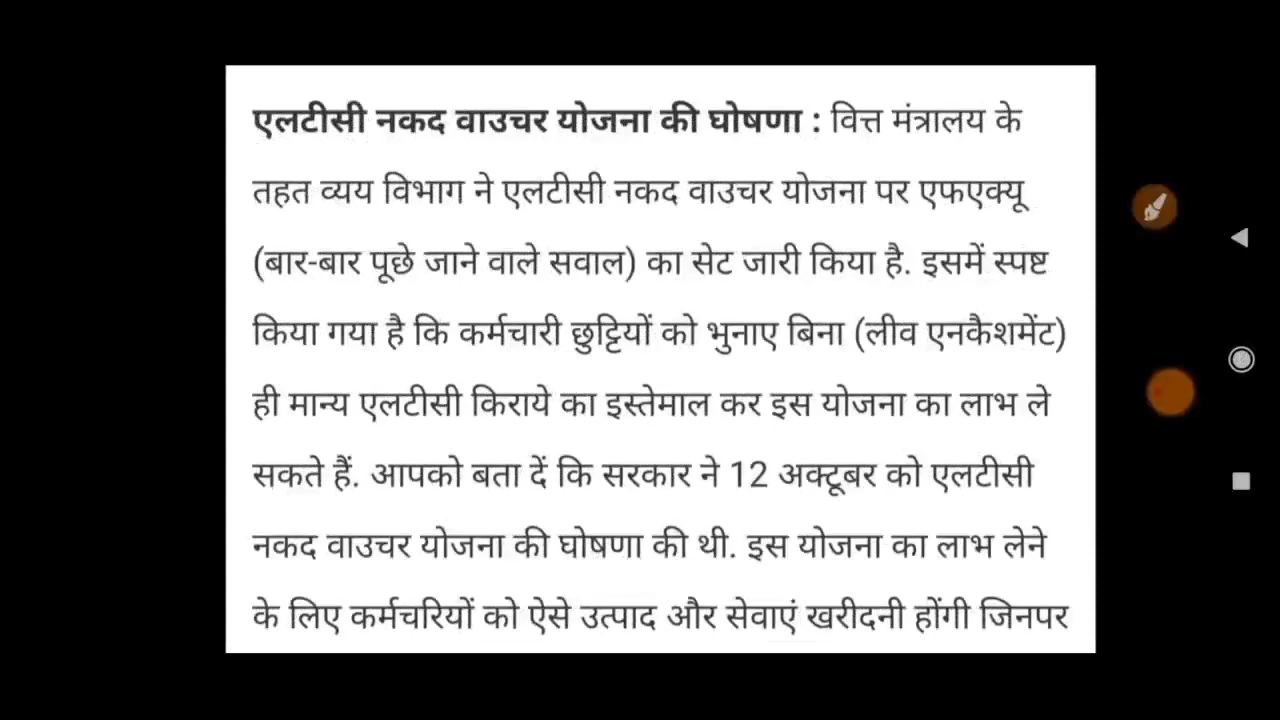 एलटीसी नकद वाउचर योजना की घोषणा : वित्त मंत्रालय के
तहत व्यय विभाग ने एलटीसी नकद वाउचर योजना पर एफएक्यू
(बार-बार पूछे जाने वाले सवाल) का सेट जारी किया है. इसमें स्पष्ट
किया गया है कि कर्मचारी छुट्टियों को भुनाए बिना (लीव एनकैशमेंट)
ही मान्य एलटीसी किराये का इस्तेमाल कर इस योजना का लाभ ले
सकते हैं. आपको बता दें कि सरकार ने 12 अक्टूबर को एलटीसी
नकद वाउचर योजना की घोषणा की थी. इस योजना का लाभ लेने
के लिए कर्मचरियों को ऐसे उत्पाद और सेवाएं खरीदनी होंगी जिनपर